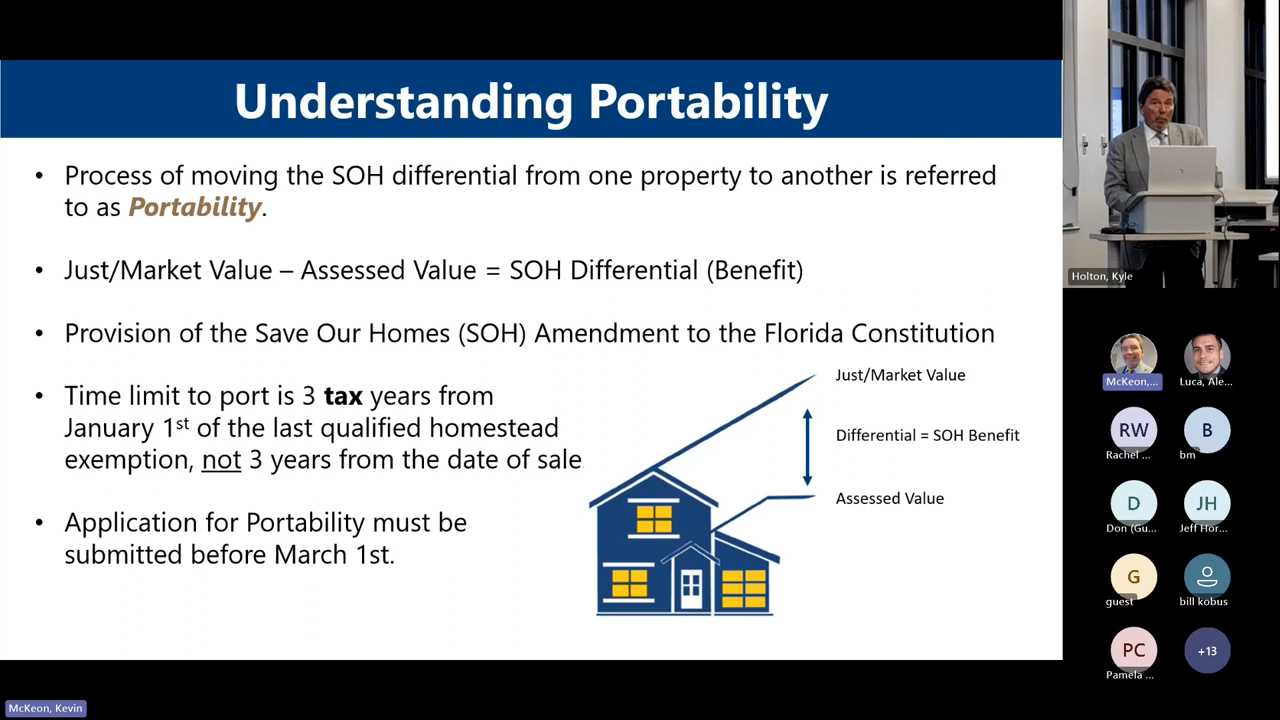 Understanding Portability
• Process of moving the SOH differential from one property to another is referred
to as Portability.
• Just/Market Value – Assessed Value = SOH Differential (Benefit)
• Provision of the Save Our Homes (SOH) Amendment to the Florida Constitution
• Time limit to port is 3 tax years from
January 1st of the last qualified homestead
exemption, not 3 years from the date of sale.
• Application for Portability must be
submitted before March 1st.
Just/Market Value
Differential = SOH Benefit
Assessed Value
Holton, Kyle
McKeon,...
Luca, Ale...
RW
Rachel ...
B
bm
D
Don (Gu...
JH
Jeff Hor...
G
guest
bill kobus
PC
Pamela ...
+13
McKeon, Kevin